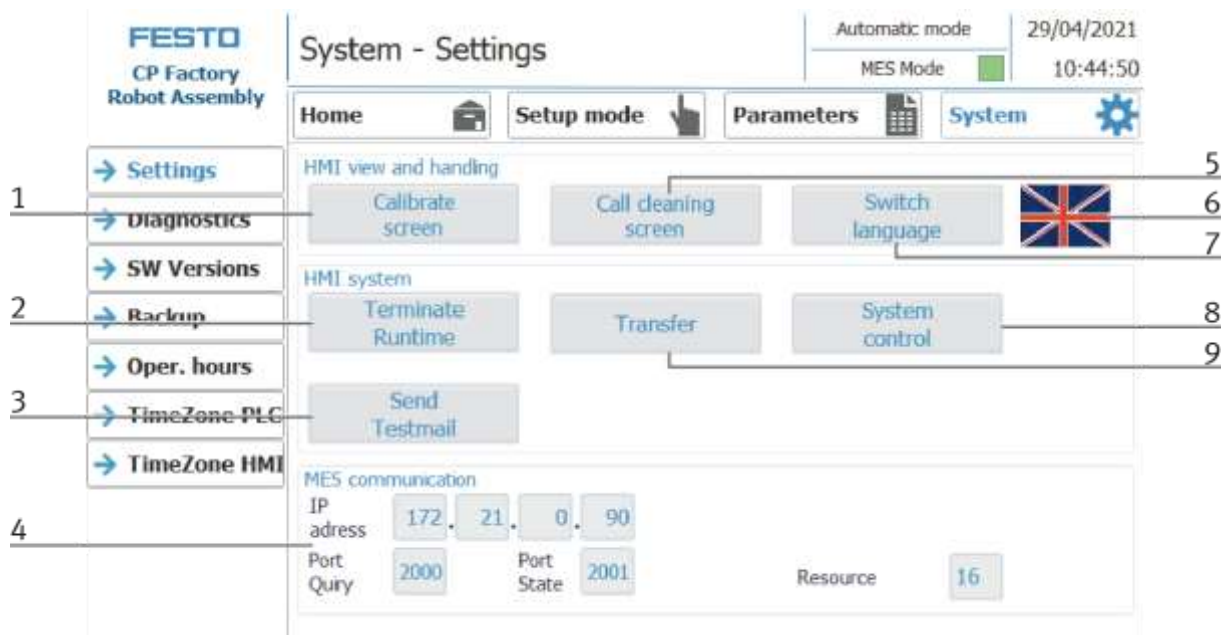 FESTO
CP Factory
Robot Assembly
System - Settings
Automatic mode
MES Mode
29/04/2021
10:44:50
Home
Setup mode
Parameters
System
Settings
Diagnostics
SW Versions
Backup
Oper. hours
TimeZone PLC
TimeZone HMI
HMI view and handling
Calibrate
screen
Call cleaning
screen
Switch
language
HMI system
Terminate
Runtime
Transfer
System
control
Send
Testmail
MES communication
IP
adress
172. 21. 0. 90
Port
Quiry
2000
Port
State
2001
Resource
16
1
2
3
4
5
6
7
8
9